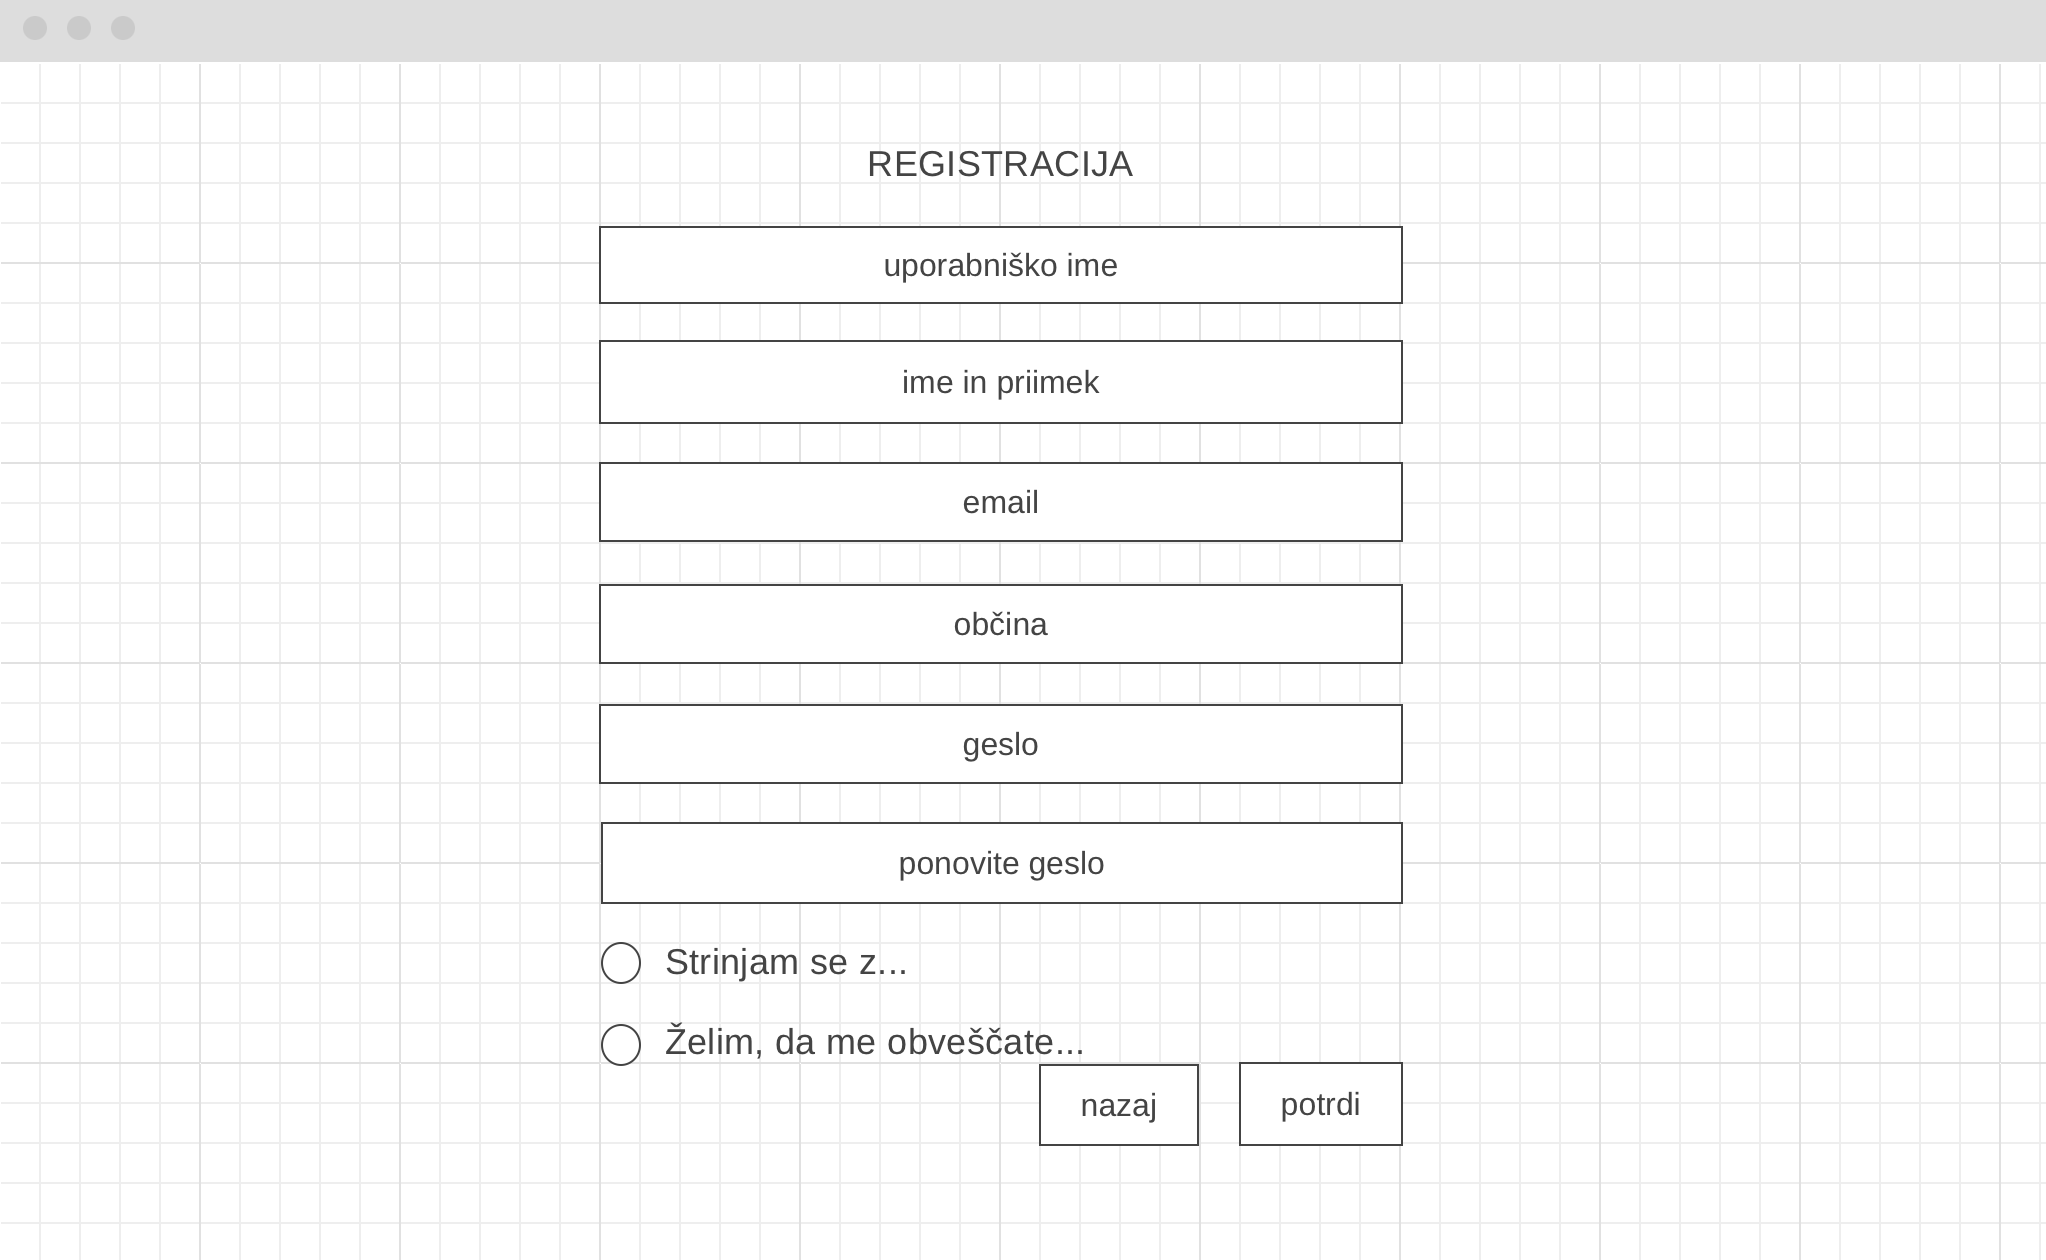 REGISTRACIJA
uporabniško ime
ime in priimek
email
občina
geslo
ponovite geslo
Strinjam se z...
Želim, da me obveščate...
nazaj
potrdi